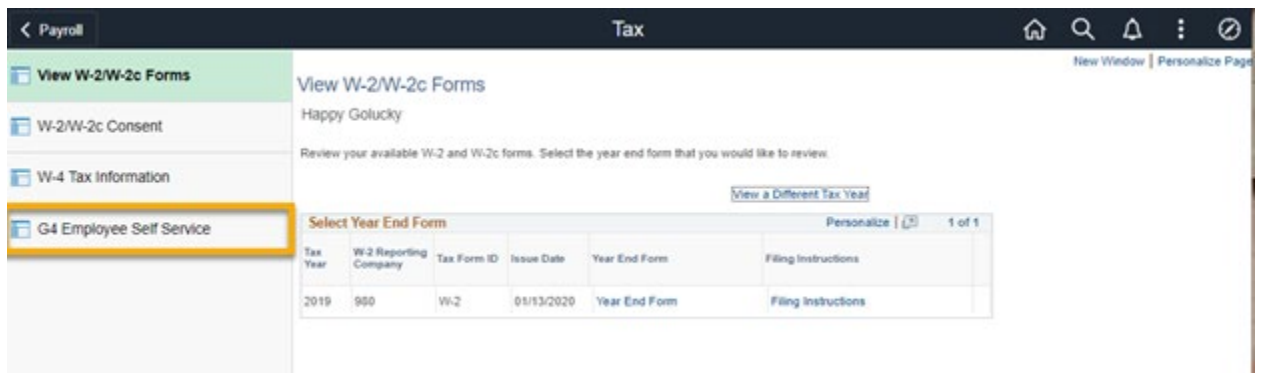 Payroll
Tax
New Window | Personalize Page
View W-2/W-2c Forms
W-2/W-2c Consent
W-4 Tax Information
G4 Employee Self Service
View W-2/W-2c Forms
Happy Golucky
Review your available W-2 and W-2c forms. Select the year end form that you would like to review.
View a Different Tax Year
Select Year End Form Personalize | 1 of 1
Tax Year W-2 Reporting Company Tax Form ID Issue Date Year End Form Filing Instructions
2019 980 W-2 01/13/2020 Year End Form Filing Instructions